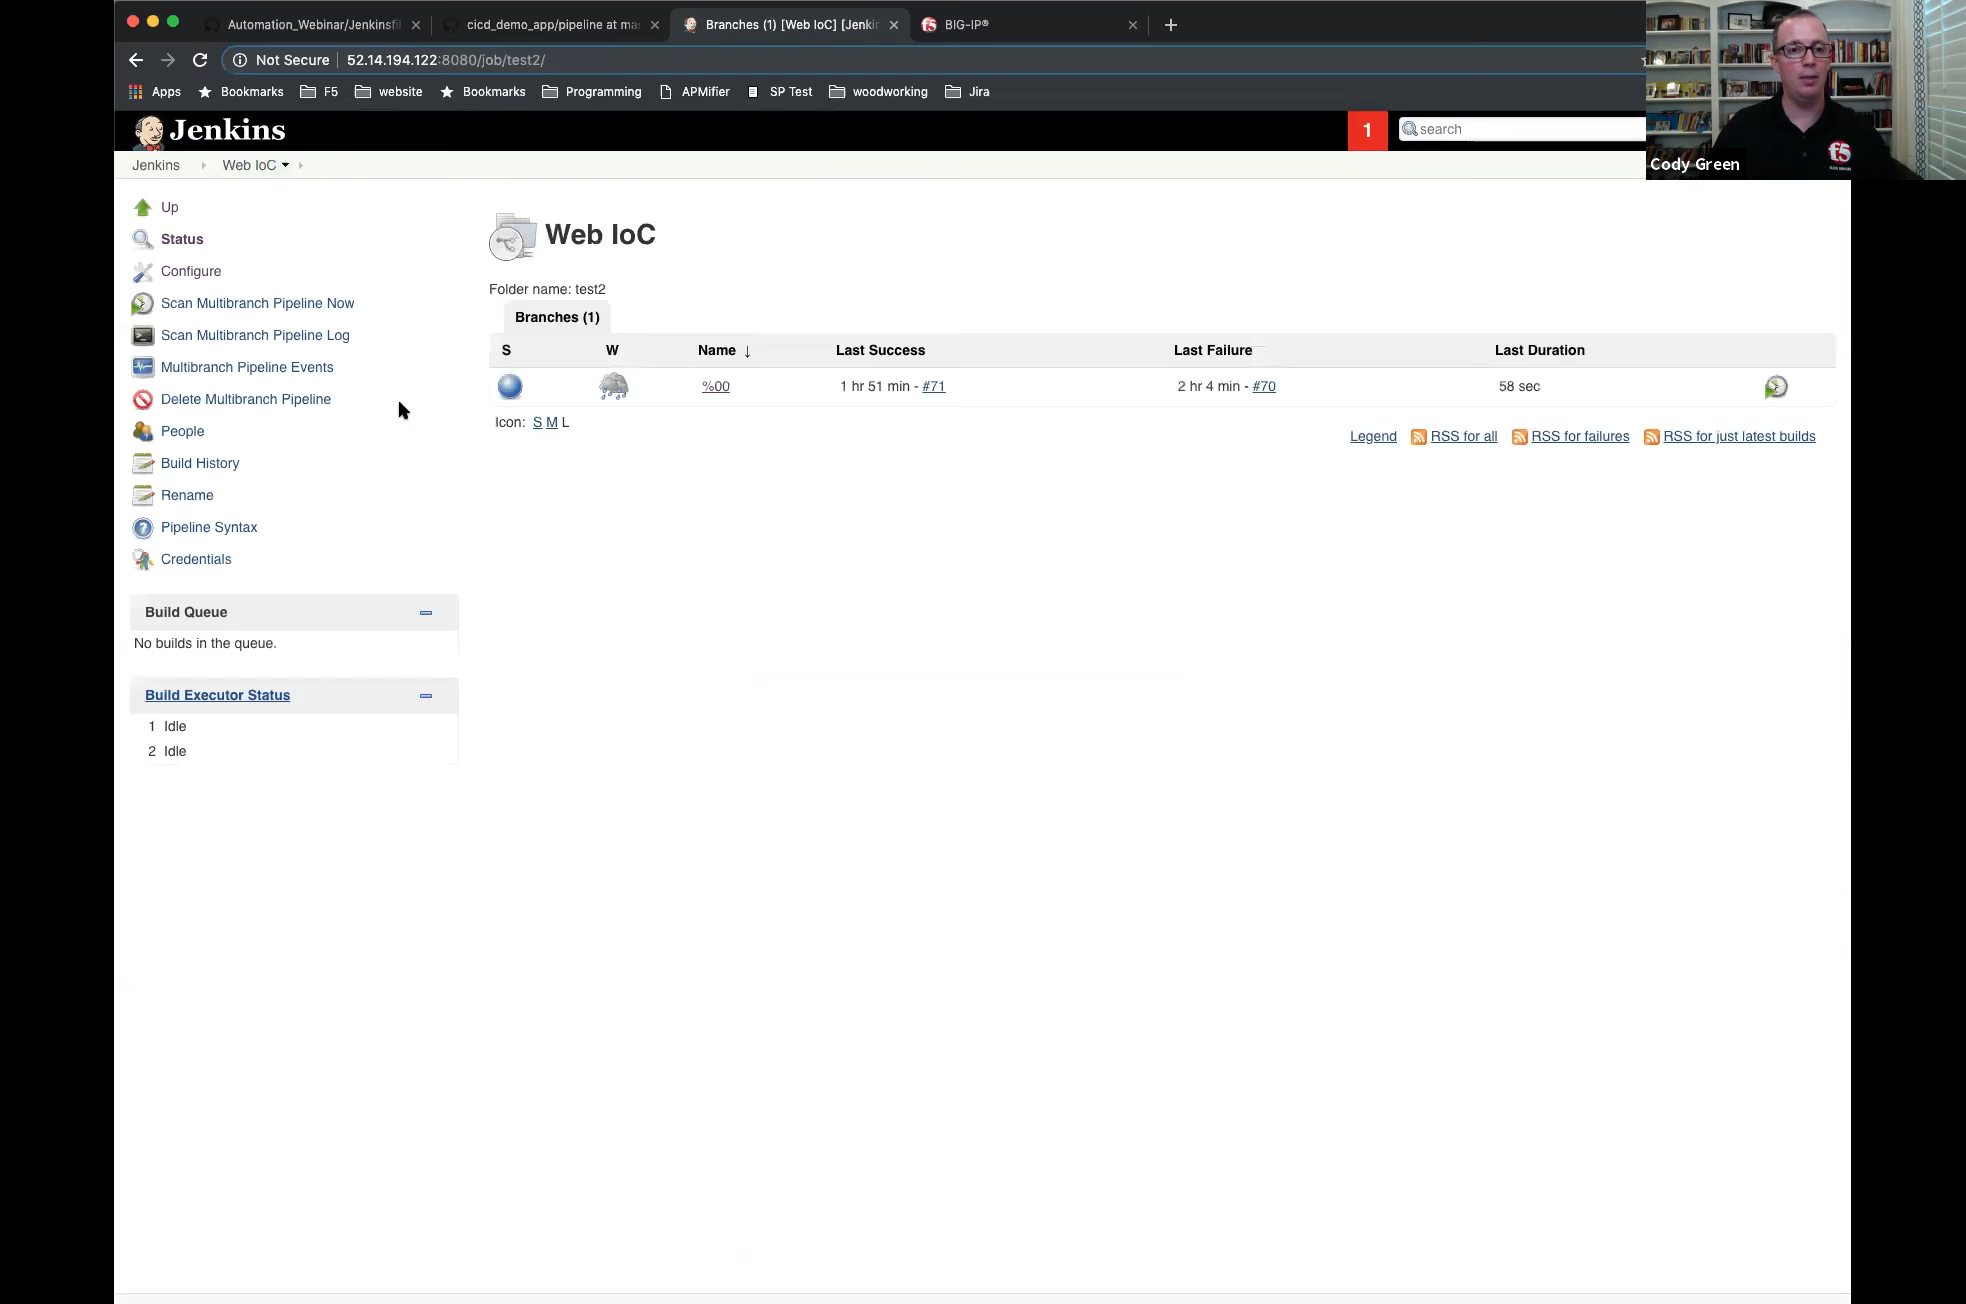 Automation_Webinar/Jenkinsfil
cicd_demo_app/pipeline at mas
Branches (1) [Web IoC] [Jenkin
BIG-IP®
Not Secure 52.14.194.122:8080/job/test2/
Apps Bookmarks F5 website Bookmarks Programming APMifier SP Test woodworking Jira
Jenkins
1
search
f5
Cody Green
Jenkins Web IoC
Up
Status
Configure
Scan Multibranch Pipeline Now
Scan Multibranch Pipeline Log
Multibranch Pipeline Events
Delete Multibranch Pipeline
People
Build History
Rename
Pipeline Syntax
Credentials
Build Queue
No builds in the queue.
Build Executor Status
1 Idle
2 Idle
Web IoC
Folder name: test2
Branches (1)
S W Name ↓ Last Success Last Failure Last Duration
%00 1 hr 51 min - #71 2 hr 4 min - #70 58 sec
Icon: S M L
Legend RSS for all RSS for failures RSS for just latest builds